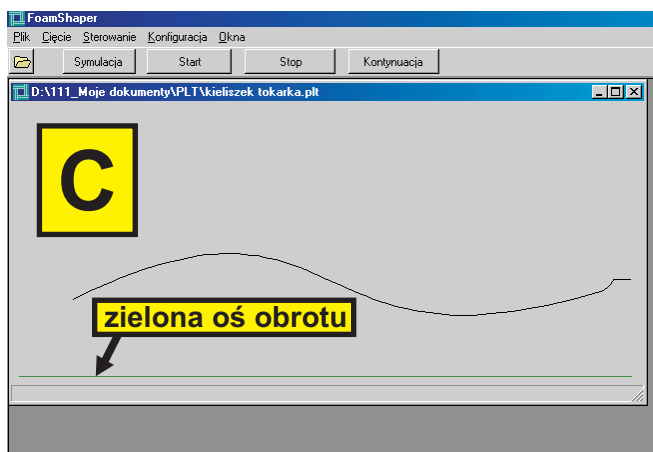 FoamShaper
Plik Cięcie Sterowanie Konfiguracja Okna
Symulacja Start Stop Kontynuacja
D:\111_Moje dokumenty\PLT\kieliszek tokarka.plt
C
zielona oś obrotu